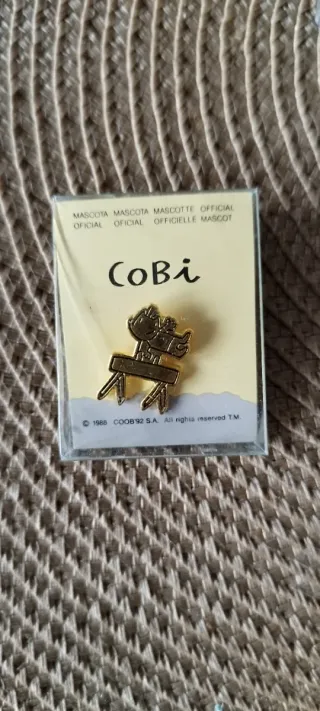 MASCOTA MASCOTA MASCOTTE OFFICIAL
OFICIAL OFICIAL OFFICIELLE MASCOT
COBi
© 1988 COOB'92 S.A. All rights reserved T.M.